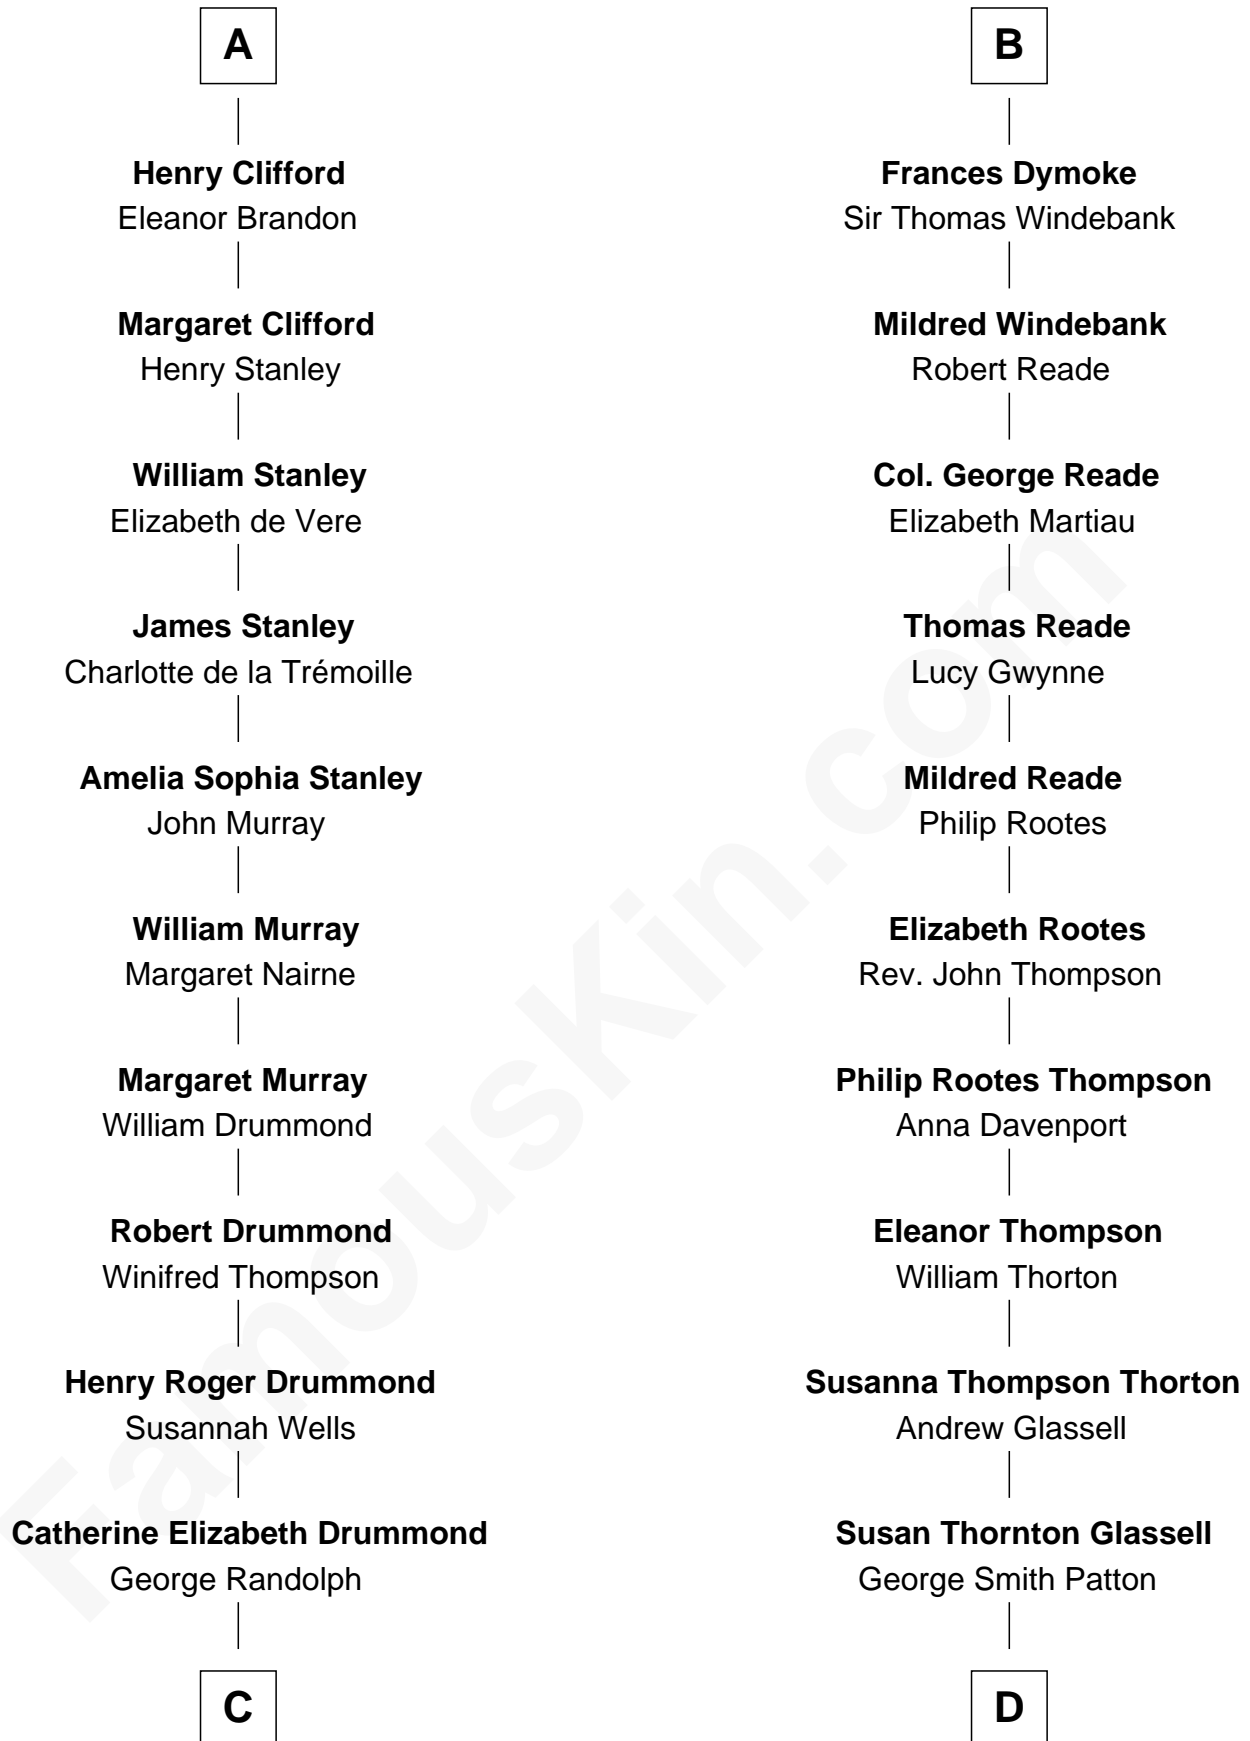 A
Henry Clifford
Eleanor Brandon
Margaret Clifford
Henry Stanley
William Stanley
Elizabeth de Vere
James Stanley
Charlotte de la Trémoille
Amelia Sophia Stanley
John Murray
William Murray
Margaret Nairne
Margaret Murray
William Drummond
Robert Drummond
Winifred Thompson
Henry Roger Drummond
Susannah Wells
Catherine Elizabeth Drummond
George Randolph
C
B
Frances Dymoke
Sir Thomas Windebank
Mildred Windebank
Robert Reade
Col. George Reade
Elizabeth Martiau
Thomas Reade
Lucy Gwynne
Mildred Reade
Philip Rootes
Elizabeth Rootes
Rev. John Thompson
Philip Rootes Thompson
Anna Davenport
Eleanor Thompson
William Thorton
Susanna Thompson Thorton
Andrew Glassell
Susan Thornton Glassell
George Smith Patton
D
FamousKin.com